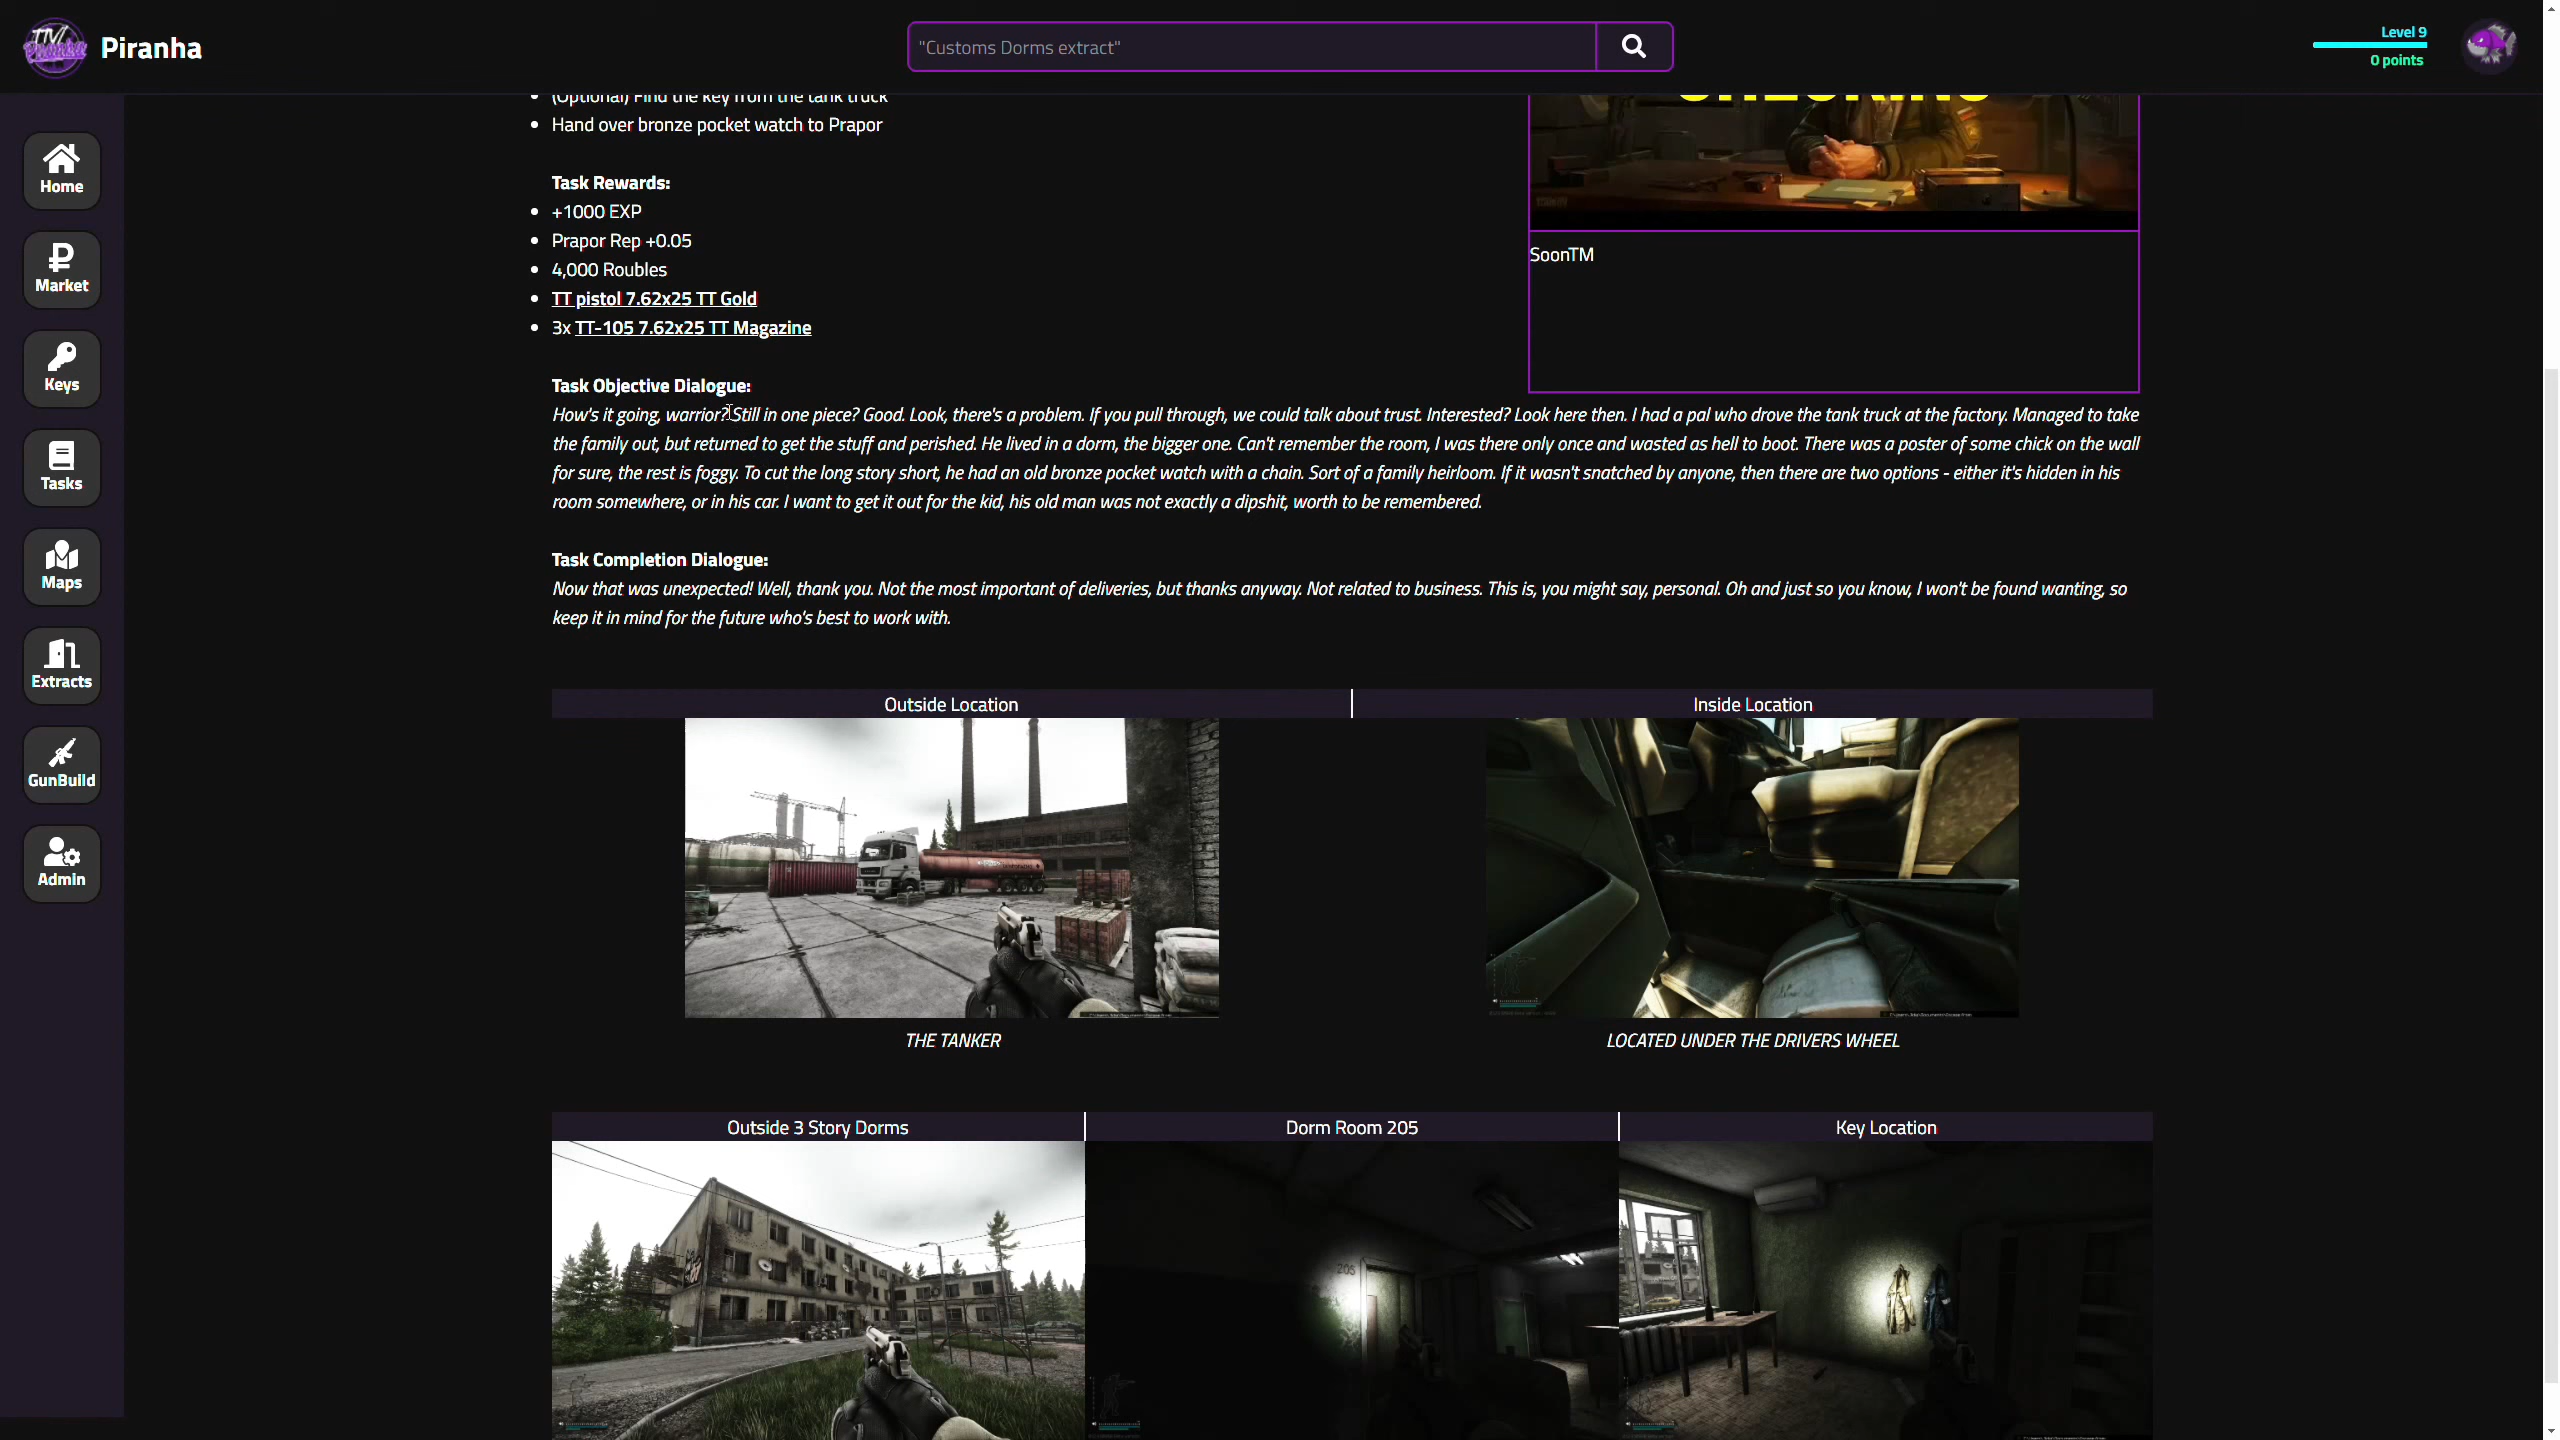 Piranha
"Customs Dorms extract"
Level 9
0 points
Home
Market
Keys
Tasks
Maps
Extracts
GunBuild
Admin
(Optional) Find the key from the tank truck
Hand over bronze pocket watch to Prapor
Task Rewards:
+1000 EXP
Prapor Rep +0.05
4,000 Roubles
TT pistol 7.62x25 TT Gold
3x TT-105 7.62x25 TT Magazine
CHECKING
SoonTM
Task Objective Dialogue:
How's it going, warrior? Still in one piece? Good. Look, there's a problem. If you pull through, we could talk about trust. Interested? Look here then. I had a pal who drove the tank truck at the factory. Managed to take
the family out, but returned to get the stuff and perished. He lived in a dorm, the bigger one. Can't remember the room, I was there only once and wasted as hell to boot. There was a poster of some chick on the wall
for sure, the rest is foggy. To cut the long story short, he had an old bronze pocket watch with a chain. Sort of a family heirloom. If it wasn't snatched by anyone, then there are two options - either it's hidden in his
room somewhere, or in his car. I want to get it out for the kid, his old man was not exactly a dipshit, worth to be remembered.
Task Completion Dialogue:
Now that was unexpected! Well, thank you. Not the most important of deliveries, but thanks anyway. Not related to business. This is, you might say, personal. Oh and just so you know, I won't be found wanting, so
keep it in mind for the future who's best to work with.
Outside Location
Inside Location
THE TANKER
LOCATED UNDER THE DRIVERS WHEEL
Outside 3 Story Dorms
Dorm Room 205
Key Location
205